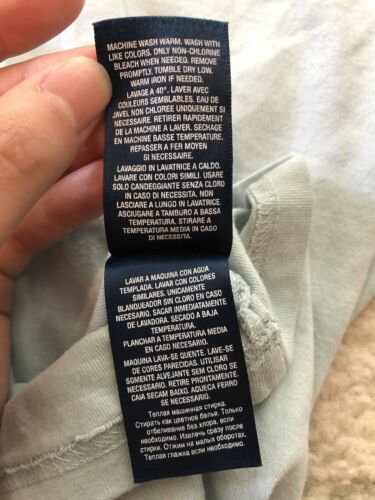 MACHINE WASH WARM. WASH WITH
LIKE COLORS. ONLY NON-CHLORINE
BLEACH WHEN NEEDED. REMOVE
PROMPTLY. TUMBLE DRY LOW.
WARM IRON IF NEEDED.
LAVAGE A 40°. LAVER AVEC
COULEURS SEMBLABLES. EAU DE
JAVEL NON CHLOREE UNIQUEMENT SI
NECESSAIRE. RETIRER RAPIDEMENT
DE LA MACHINE A LAVER. SECHAGE
EN MACHINE BASSE TEMPERATURE.
REPASSER A FER MOYEN
SI NECESSAIRE.
LAVAGGIO IN LAVATRICE A CALDO.
LAVARE CON COLORI SIMILI. USARE
SOLO CANDEGGIANTE SENZA CLORO
IN CASO DI NECESSITA. NON
LASCIARE A LUNGO IN LAVATRICE.
ASCIUGARE A TAMBURO A BASSA
TEMPERATURA. STIRARE A
TEMPERATURA MEDIA IN CASO
DI NECESSITA.
LAVAR A MAQUINA CON AGUA
TEMPLADA. LAVAR CON COLORES
SIMILARES. UNICAMENTE
BLANQUEADOR SIN CLORO EN CASO
NECESARIO. SACAR INMEDIATAMENTE
DE LAVADORA. SECADO A BAJA
TEMPERATURA.
PLANCHAR A TEMPERATURA MEDIA
EN CASO NECESARIO.
MAQUINA LAVA-SE QUENTE. LAVE-SE
DE CORES PARECIDAS. UTILIZAR
SOMENTE ALVEJANTE SEM CLORO SE
NECESSARIO. RETIRE PRONTAMENTE.
CAIA SECAM BAIXO. AQUECA FERRO
SE NECESSARIO.
Теплая машинная стирка.
Стирать как цветное белье. Только
отбеливание без хлора, если
необходимо. Извлечь сразу после
стирки. Отжим на малых оборотах.
Теплая глажка если необходимо.